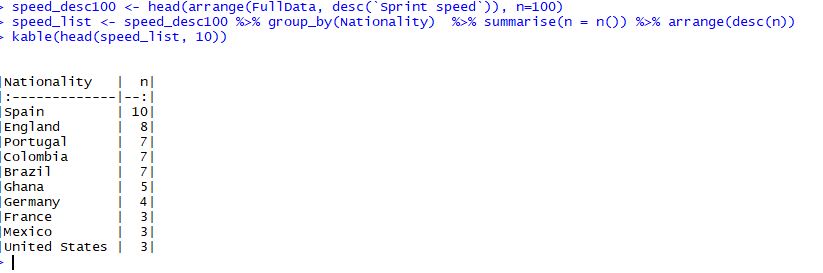 > speed_desc100 <- head(arrange(FullData, desc(`Sprint speed`)), n=100)
> speed_list <- speed_desc100 %>% group_by(Nationality)  %>% summarise(n = n()) %>% arrange(desc(n))
> kable(head(speed_list, 10))
|Nationality   |  n|
|:-------------|--:|
|Spain         | 10|
|England       |  8|
|Portugal      |  7|
|Colombia      |  7|
|Brazil        |  7|
|Ghana         |  5|
|Germany       |  4|
|France        |  3|
|Mexico        |  3|
|United States |  3|
>